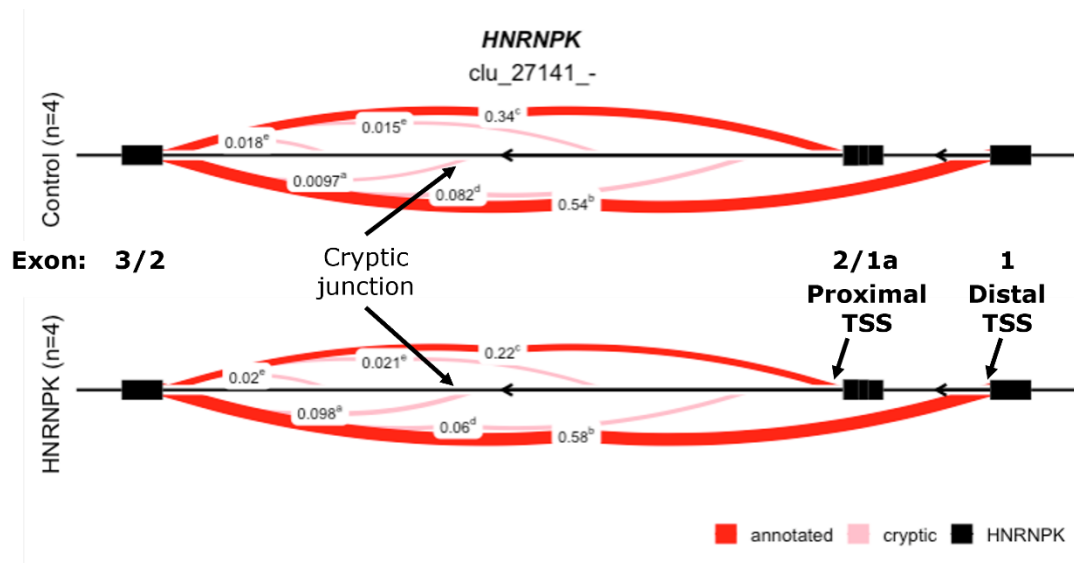 HNRNPK
clu_27141_-
Control (n=4)
0.34ᶜ
0.015ᵉ
0.018ᵉ
0.0097ᵃ
0.082ᵈ
0.54ᵇ
Exon: 3/2
Cryptic
junction
2/1a
Proximal
TSS
1
Distal
TSS
HNRNPK (n=4)
0.22ᶜ
0.021ᵉ
0.02ᵉ
0.098ᵃ
0.06ᵈ
0.58ᵇ
annotated cryptic HNRNPK